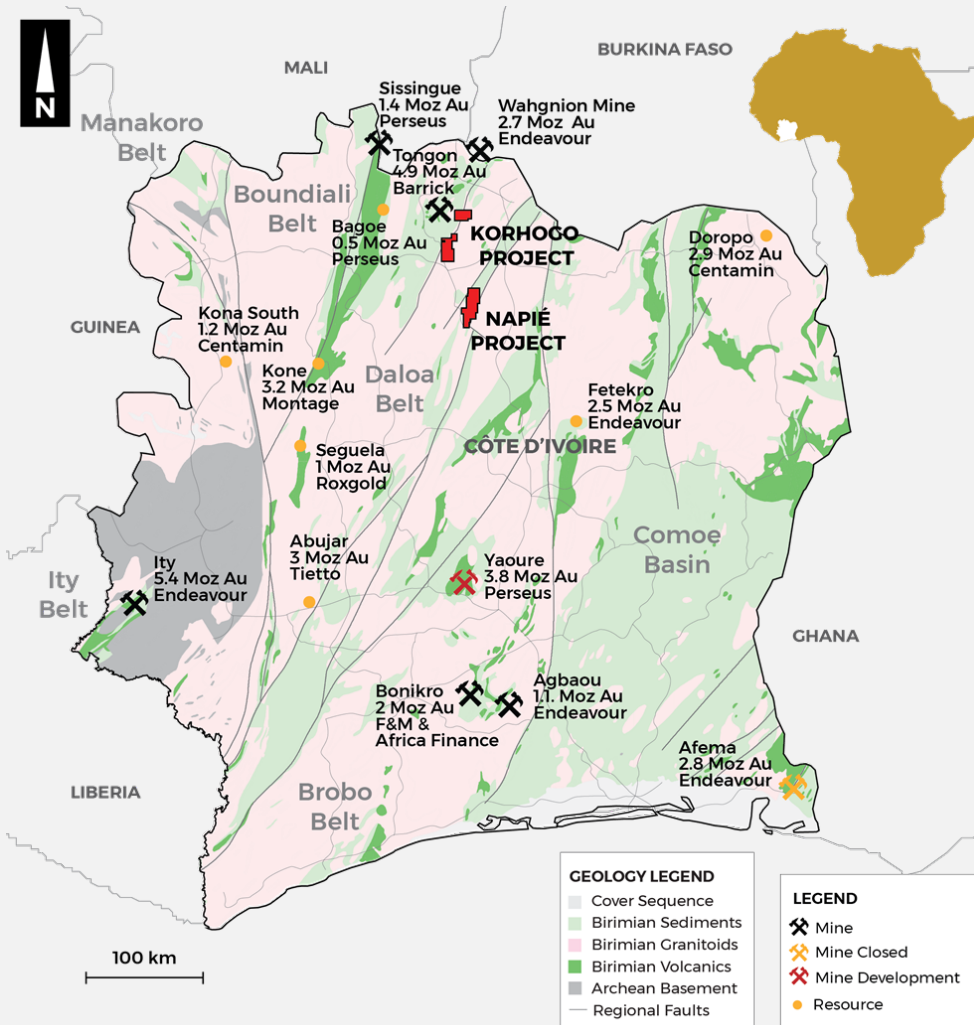 N
MALI
BURKINA FASO
Manakoro
Belt
Sissingue
1.4 Moz Au
Perseus
Wahgnion Mine
2.7 Moz Au
Endeavour
Tongon
4.9 Moz Au
Barrick
Boundiali
Belt
Bagoe
0.5 Moz Au
Perseus
KORHOGO
PROJECT
Doropo
2.9 Moz Au
Centamin
NAPIÉ
PROJECT
GUINEA
Kona South
1.2 Moz Au
Centamin
Kone
3.2 Moz Au
Montage
Daloa
Belt
Fetekro
2.5 Moz Au
Endeavour
CÔTE D'IVOIRE
Seguela
1 Moz Au
Roxgold
Comoe
Basin
Abujar
3 Moz Au
Tietto
Ity
Belt
Ity
5.4 Moz Au
Endeavour
Yaoure
3.8 Moz Au
Perseus
GHANA
Bonikro
2 Moz Au
F&M &
Africa Finance
Agbaou
1.1. Moz Au
Endeavour
Afema
2.8 Moz Au
Endeavour
LIBERIA
Brobo
Belt
100 km
GEOLOGY LEGEND
Cover Sequence
Birimian Sediments
Birimian Granitoids
Birimian Volcanics
Archean Basement
Regional Faults
LEGEND
Mine
Mine Closed
Mine Development
Resource